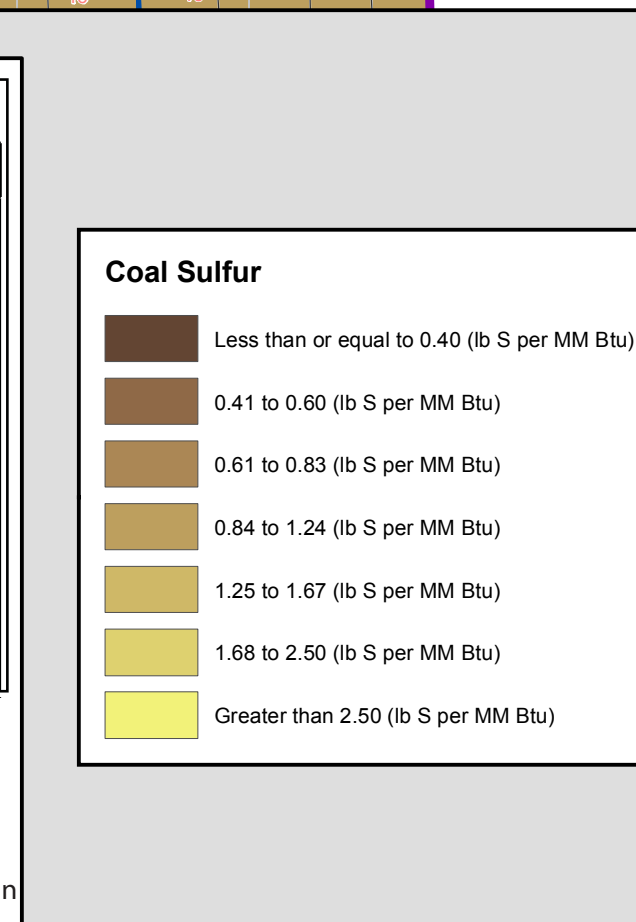 Coal Sulfur
Less than or equal to 0.40 (lb S per MM Btu)
0.41 to 0.60 (lb S per MM Btu)
0.61 to 0.83 (lb S per MM Btu)
0.84 to 1.24 (lb S per MM Btu)
1.25 to 1.67 (lb S per MM Btu)
1.68 to 2.50 (lb S per MM Btu)
Greater than 2.50 (lb S per MM Btu)
n